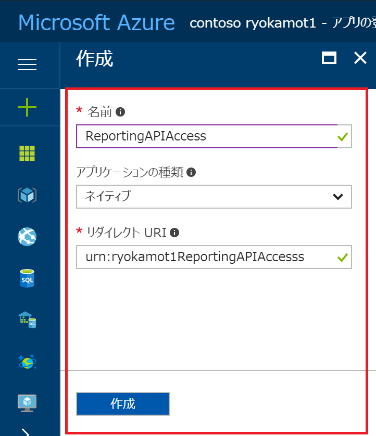 Microsoft Azure contoso ryokamot1 - アプリの
作成
* 名前
ReportingAPIAccess
アプリケーションの種類
ネイティブ
* リダイレクト URI
urn:ryokamot1ReportingAPIAccesss
SQL
作成